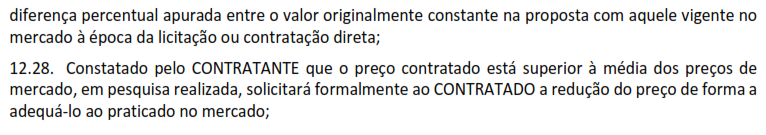 diferença percentual apurada entre o valor originalmente constante na proposta com aquele vigente no
mercado à época da licitação ou contratação direta;
12.28. Constatado pelo CONTRATANTE que o preço contratado está superior à média dos preços de
mercado, em pesquisa realizada, solicitará formalmente ao CONTRATADO a redução do preço de forma a
adequá-lo ao praticado no mercado;